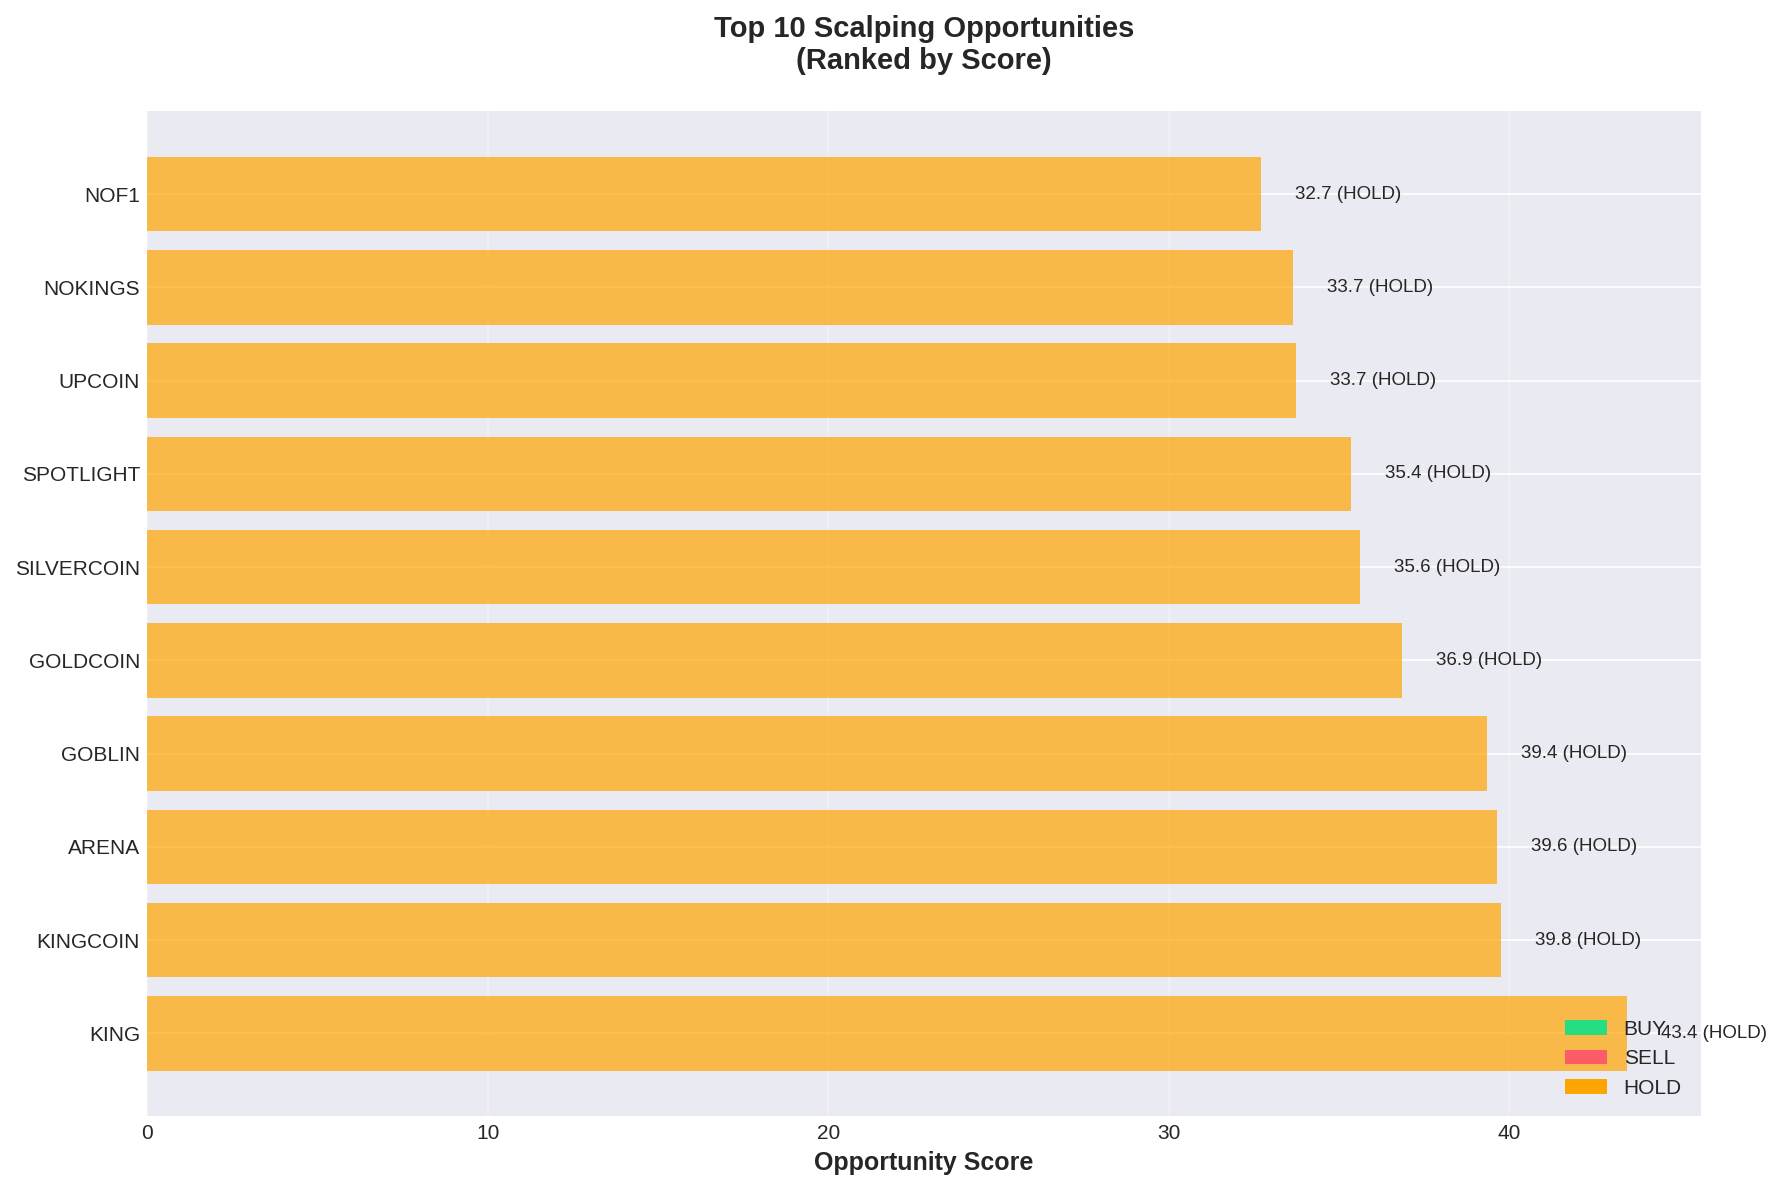 Top 10 Scalping Opportunities
(Ranked by Score)
NOF1
32.7 (HOLD)
NOKINGS
33.7 (HOLD)
UPCOIN
33.7 (HOLD)
SPOTLIGHT
35.4 (HOLD)
SILVERCOIN
35.6 (HOLD)
GOLDCOIN
36.9 (HOLD)
GOBLIN
39.4 (HOLD)
ARENA
39.6 (HOLD)
KINGCOIN
39.8 (HOLD)
KING
43.4 (HOLD)
BUY
SELL
HOLD
0 10 20 30 40
Opportunity Score